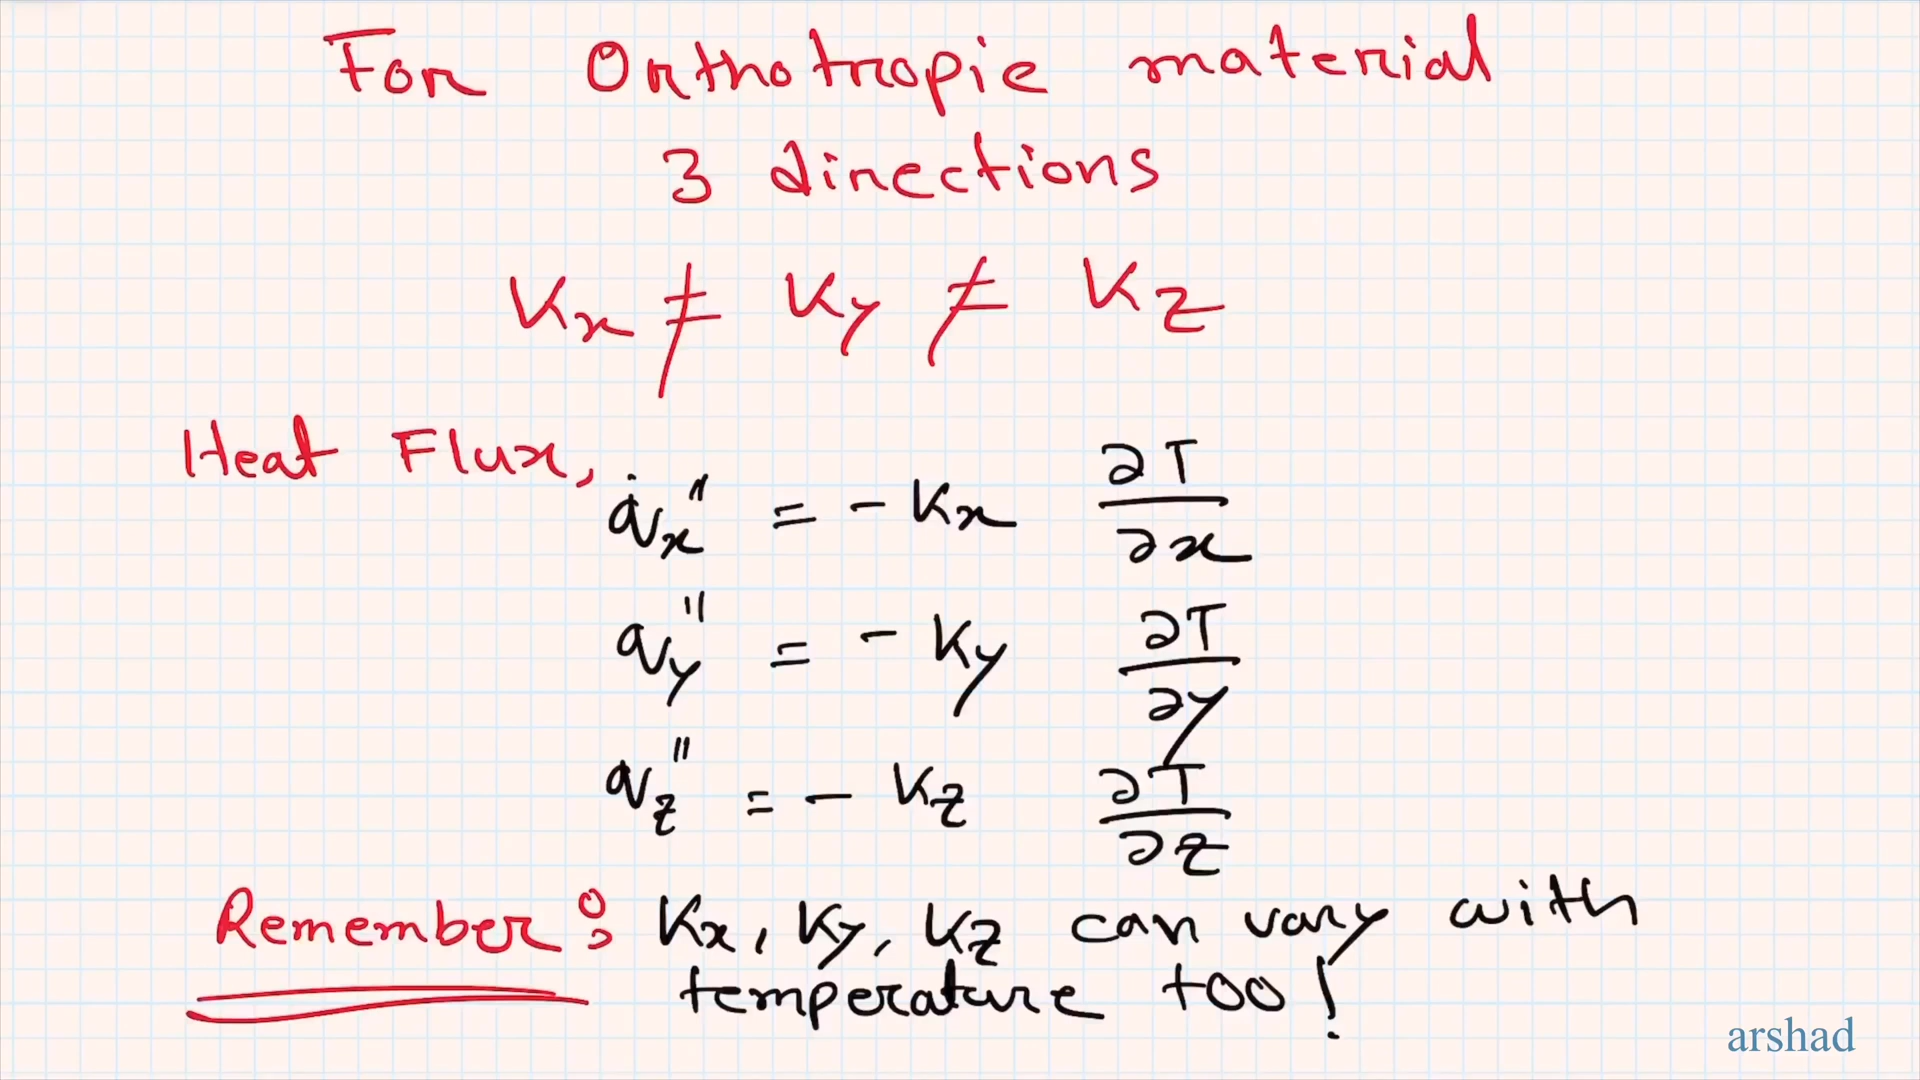 For Orthotropic material
3 directions
Kx ≠ Ky ≠ Kz
Heat Flux,
q̇x'' = - Kx ∂T/∂x
qy'' = - Ky ∂T/∂y
qz'' = - Kz ∂T/∂z
Remember: Kx, Ky, Kz can vary with
temperature too!
arshad